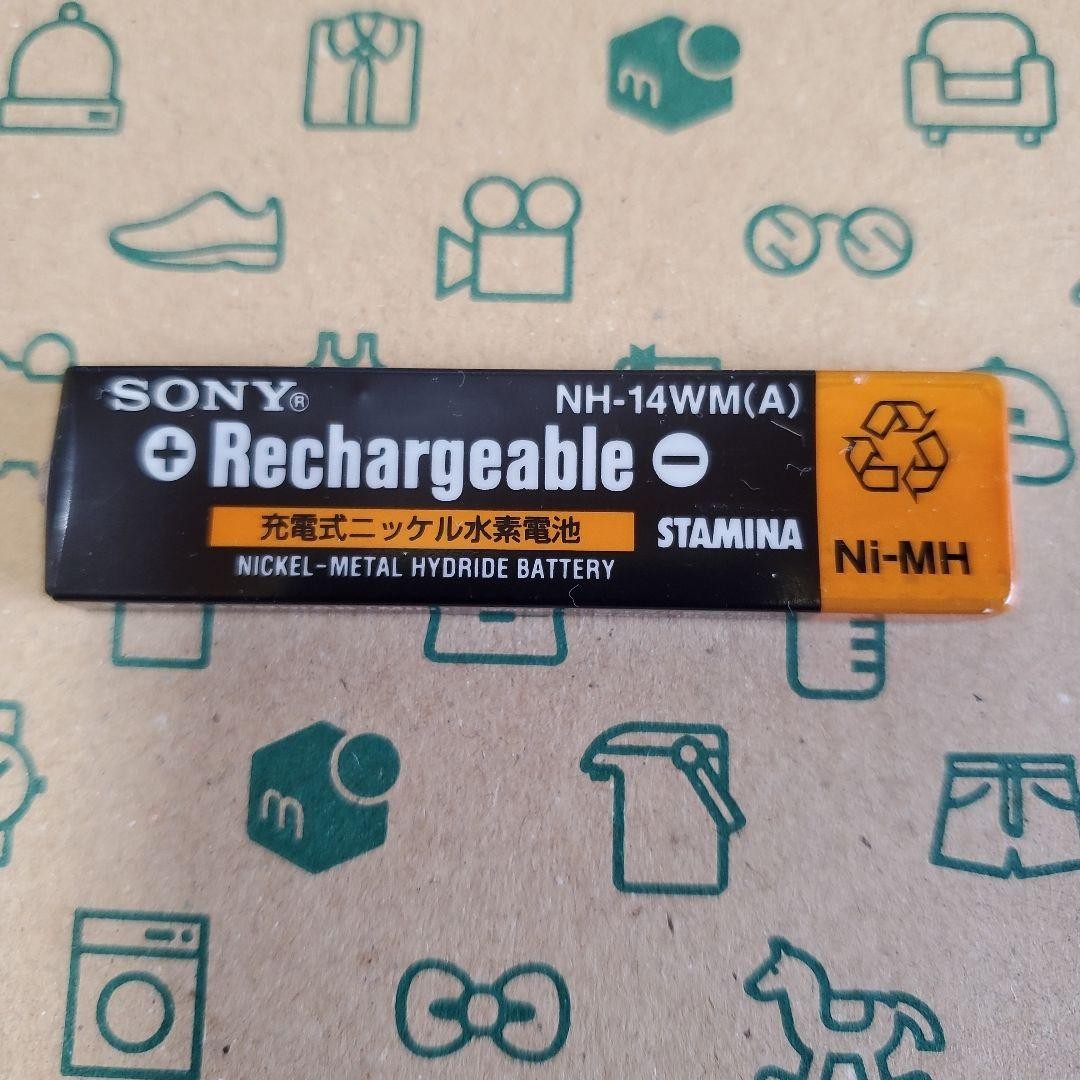 m
SONY® NH-14WM(A)
+ Rechargeable −
充電式ニッケル水素電池 STAMINA
NICKEL-METAL HYDRIDE BATTERY
Ni-MH
m